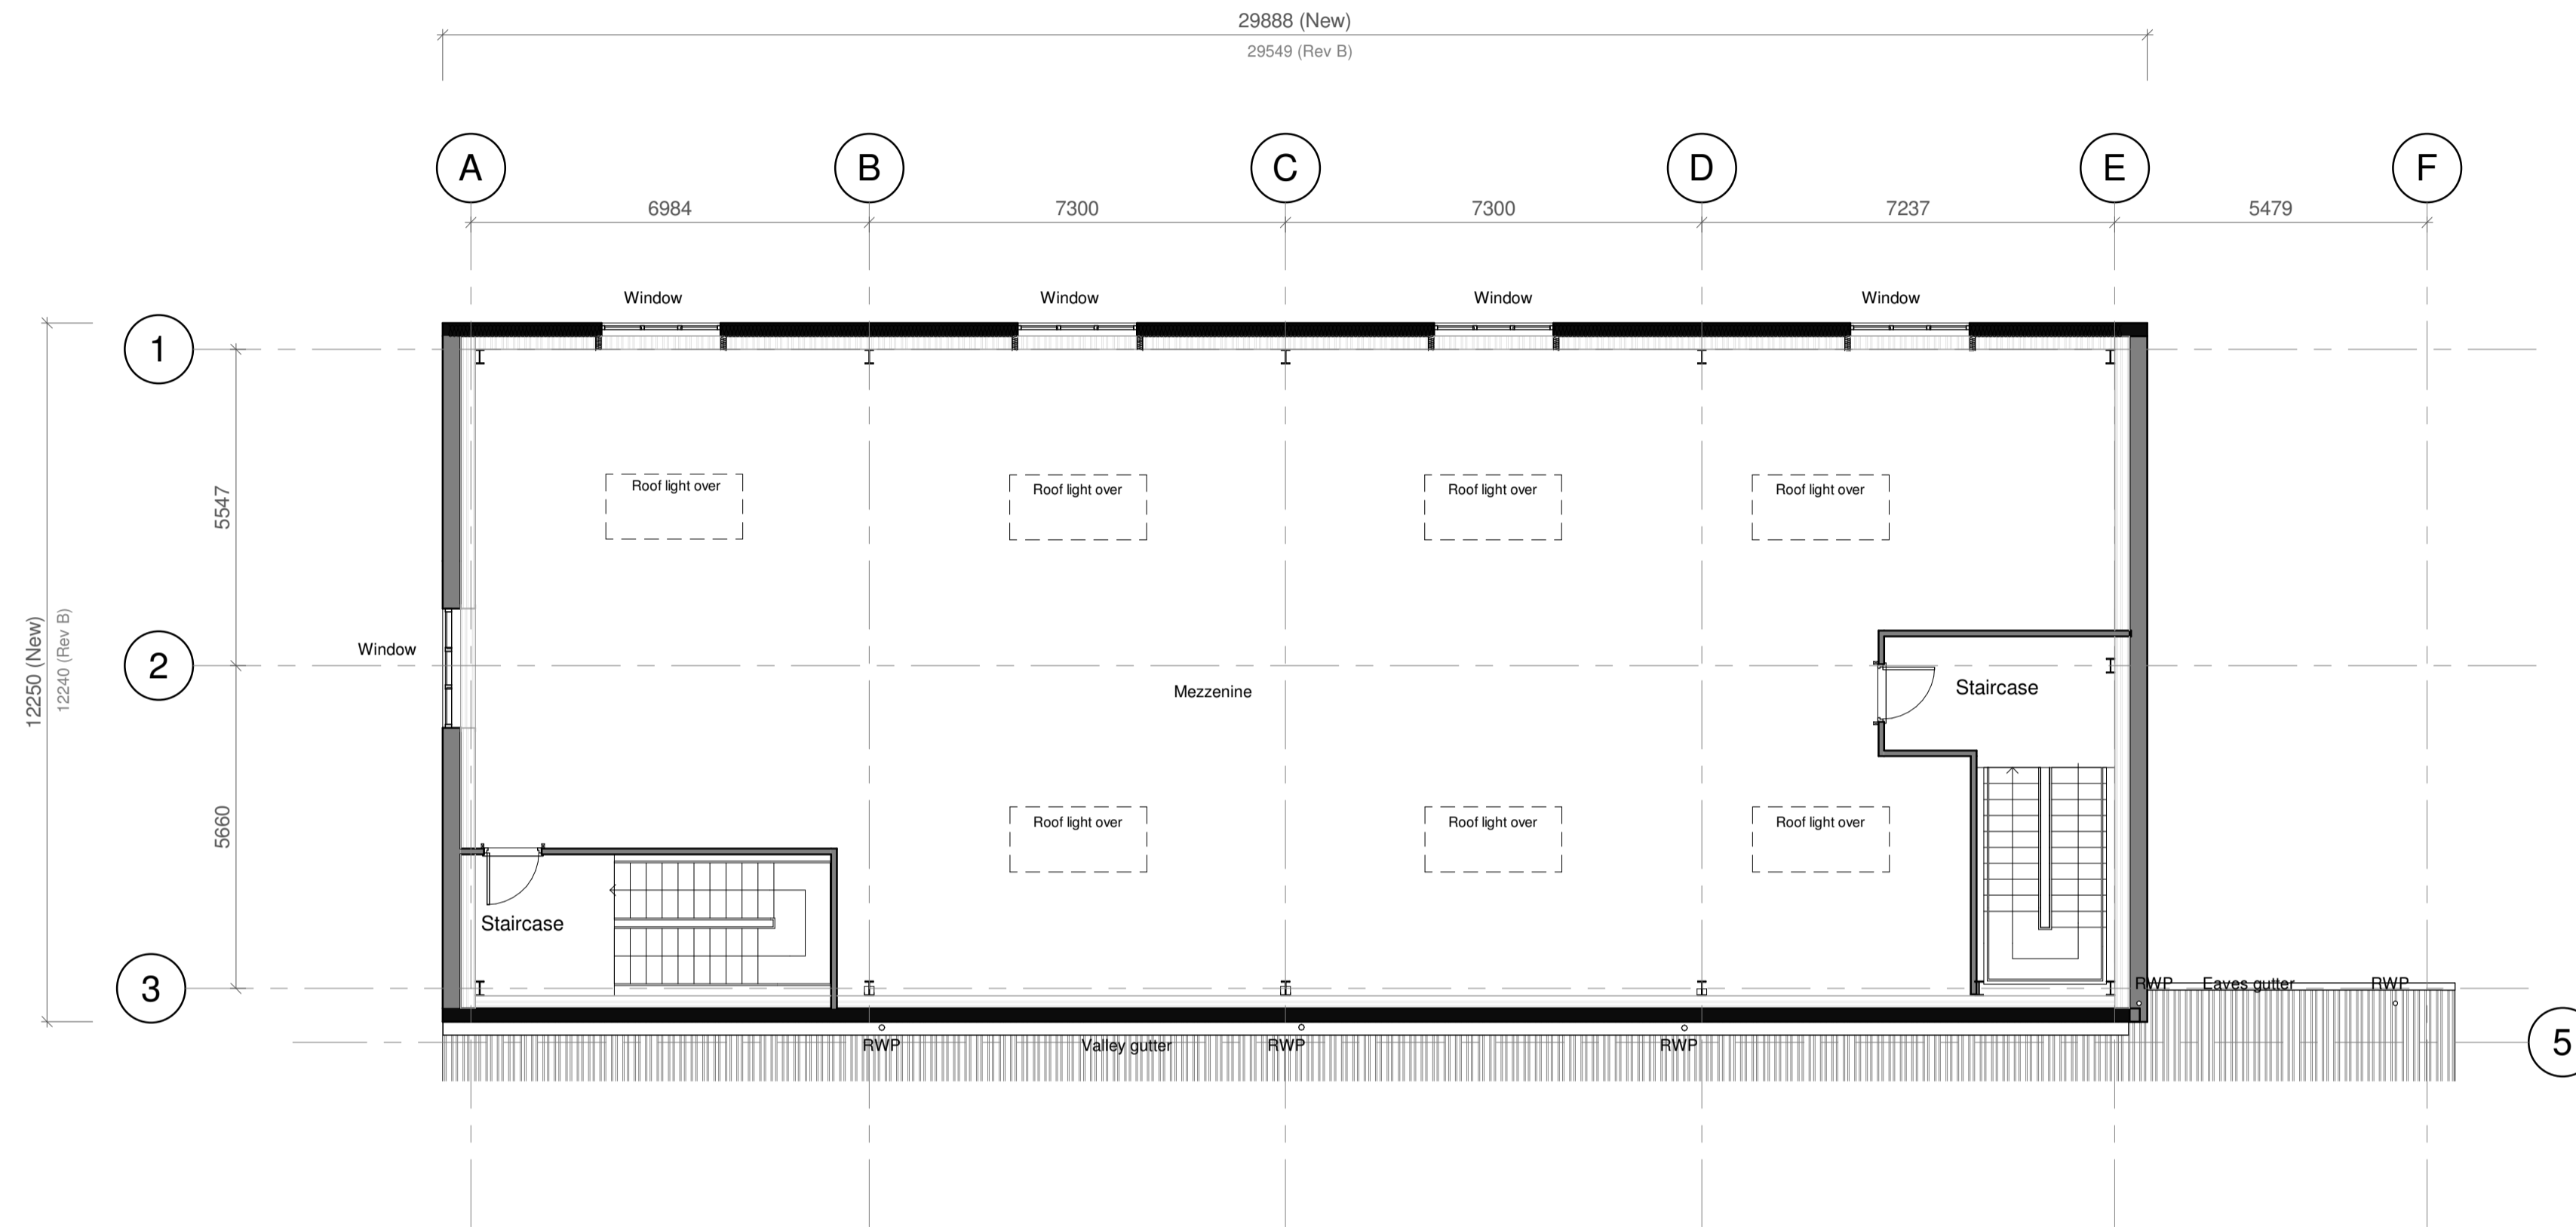 29888 (New)
29549 (Rev B)
A B C D E F
6984 7300 7300 7237 5479
Window Window Window Window
1
Roof light over Roof light over Roof light over Roof light over
5547
12250 (New)
12240 (Rev B)
Window
2
Mezzenine
Staircase
5660
Roof light over Roof light over Roof light over
Staircase
3
RWP Eaves gutter RWP
RWP Valley gutter RWP RWP
5